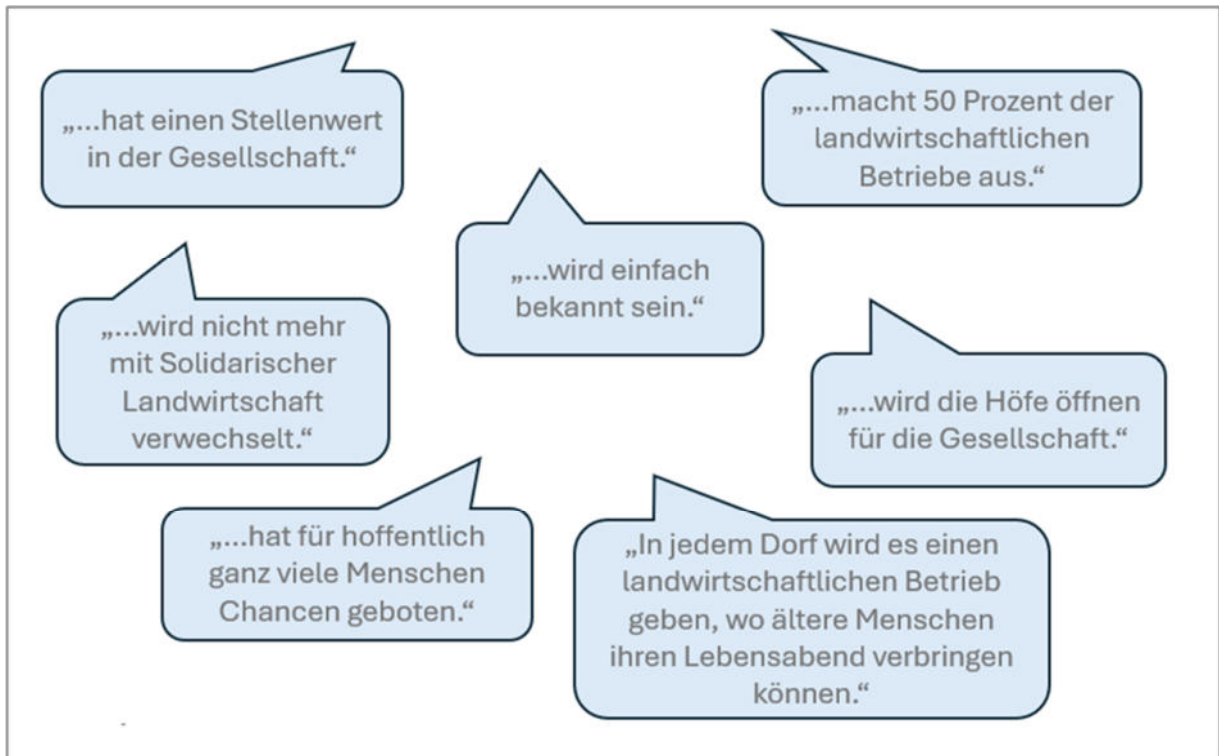 „...hat einen Stellenwert
in der Gesellschaft.“
„...macht 50 Prozent der
landwirtschaftlichen
Betriebe aus.“
„...wird einfach
bekannt sein.“
„...wird nicht mehr
mit Solidarischer
Landwirtschaft
verwechselt.“
„...wird die Höfe öffnen
für die Gesellschaft.“
„...hat für hoffentlich
ganz viele Menschen
Chancen geboten.“
„In jedem Dorf wird es einen
landwirtschaftlichen Betrieb
geben, wo ältere Menschen
ihren Lebensabend verbringen
können.“